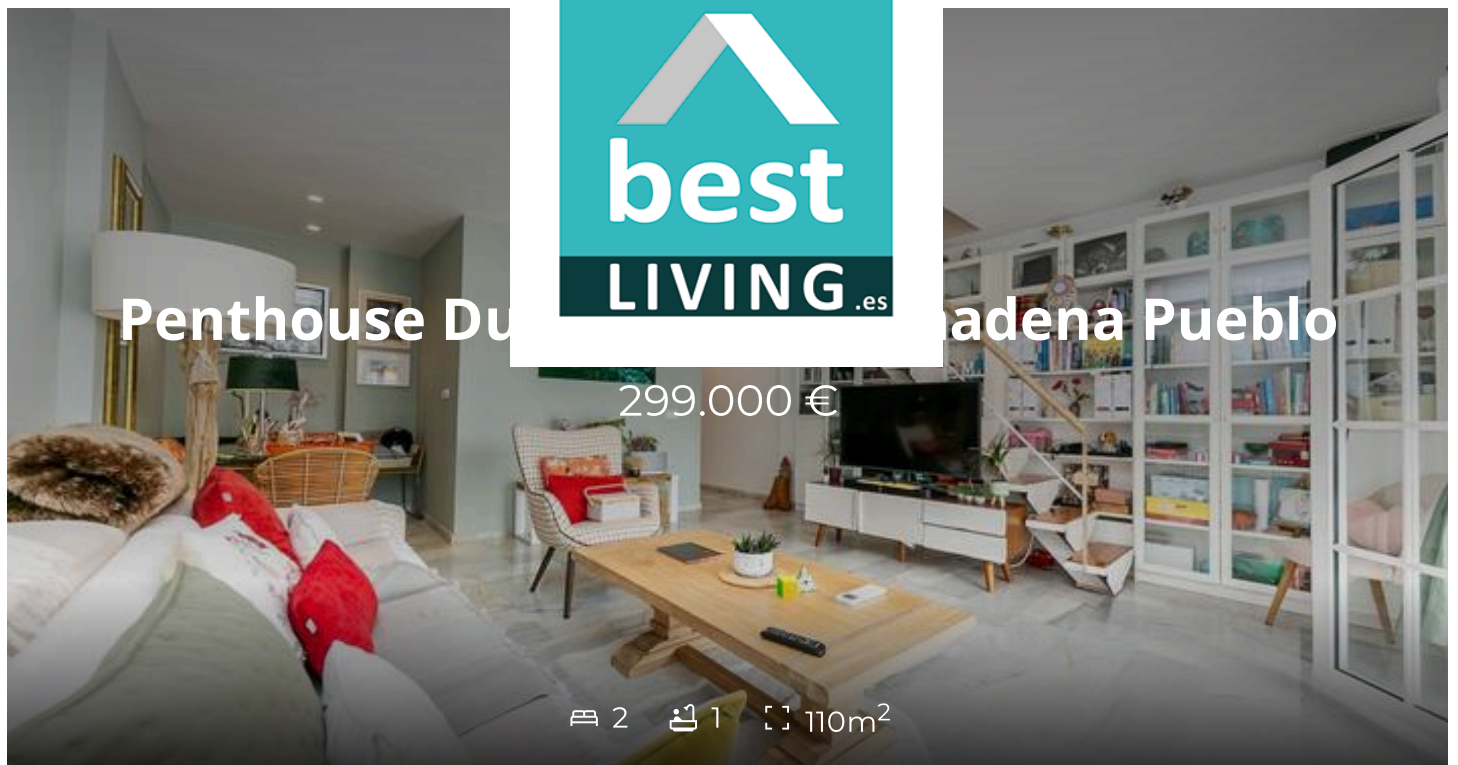 best
LIVING.es
Penthouse Du
nadena Pueblo
299.000 €
2
1
110m²